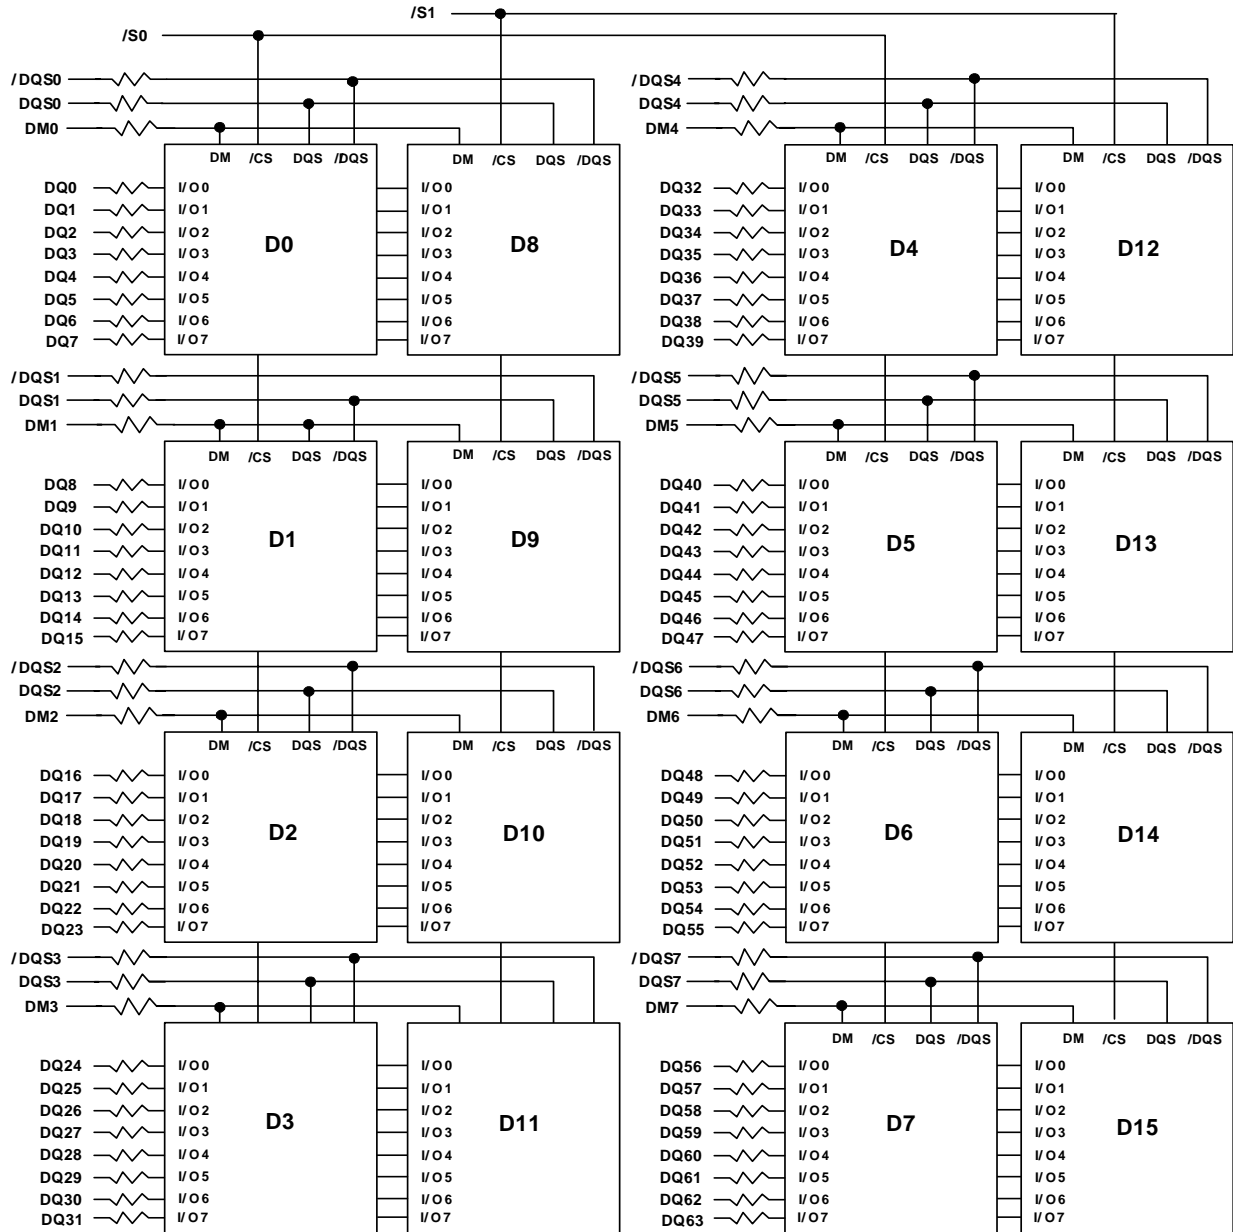 /S1
/S0
/DQS0
DQS0
DM0
DM /CS DQS /DQS
DM /CS DQS /DQS
DQ0 I/O0 I/O0
DQ1 I/O1 I/O1
DQ2 I/O2 I/O2
DQ3 I/O3 I/O3
DQ4 I/O4 I/O4
DQ5 I/O5 I/O5
DQ6 I/O6 I/O6
DQ7 I/O7 I/O7
D0 D8
/DQS1
DQS1
DM1
DM /CS DQS /DQS
DM /CS DQS /DQS
DQ8 I/O0 I/O0
DQ9 I/O1 I/O1
DQ10 I/O2 I/O2
DQ11 I/O3 I/O3
DQ12 I/O4 I/O4
DQ13 I/O5 I/O5
DQ14 I/O6 I/O6
DQ15 I/O7 I/O7
D1 D9
/DQS2
DQS2
DM2
DM /CS DQS /DQS
DM /CS DQS /DQS
DQ16 I/O0 I/O0
DQ17 I/O1 I/O1
DQ18 I/O2 I/O2
DQ19 I/O3 I/O3
DQ20 I/O4 I/O4
DQ21 I/O5 I/O5
DQ22 I/O6 I/O6
DQ23 I/O7 I/O7
D2 D10
/DQS3
DQS3
DM3
DQ24 I/O0 I/O0
DQ25 I/O1 I/O1
DQ26 I/O2 I/O2
DQ27 I/O3 I/O3
DQ28 I/O4 I/O4
DQ29 I/O5 I/O5
DQ30 I/O6 I/O6
DQ31 I/O7 I/O7
D3 D11
/DQS4
DQS4
DM4
DM /CS DQS /DQS
DM /CS DQS /DQS
DQ32 I/O0 I/O0
DQ33 I/O1 I/O1
DQ34 I/O2 I/O2
DQ35 I/O3 I/O3
DQ36 I/O4 I/O4
DQ37 I/O5 I/O5
DQ38 I/O6 I/O6
DQ39 I/O7 I/O7
D4 D12
/DQS5
DQS5
DM5
DM /CS DQS /DQS
DM /CS DQS /DQS
DQ40 I/O0 I/O0
DQ41 I/O1 I/O1
DQ42 I/O2 I/O2
DQ43 I/O3 I/O3
DQ44 I/O4 I/O4
DQ45 I/O5 I/O5
DQ46 I/O6 I/O6
DQ47 I/O7 I/O7
D5 D13
/DQS6
DQS6
DM6
DM /CS DQS /DQS
DM /CS DQS /DQS
DQ48 I/O0 I/O0
DQ49 I/O1 I/O1
DQ50 I/O2 I/O2
DQ51 I/O3 I/O3
DQ52 I/O4 I/O4
DQ53 I/O5 I/O5
DQ54 I/O6 I/O6
DQ55 I/O7 I/O7
D6 D14
/DQS7
DQS7
DM7
DM /CS DQS /DQS
DM /CS DQS /DQS
DQ56 I/O0 I/O0
DQ57 I/O1 I/O1
DQ58 I/O2 I/O2
DQ59 I/O3 I/O3
DQ60 I/O4 I/O4
DQ61 I/O5 I/O5
DQ62 I/O6 I/O6
DQ63 I/O7 I/O7
D7 D15